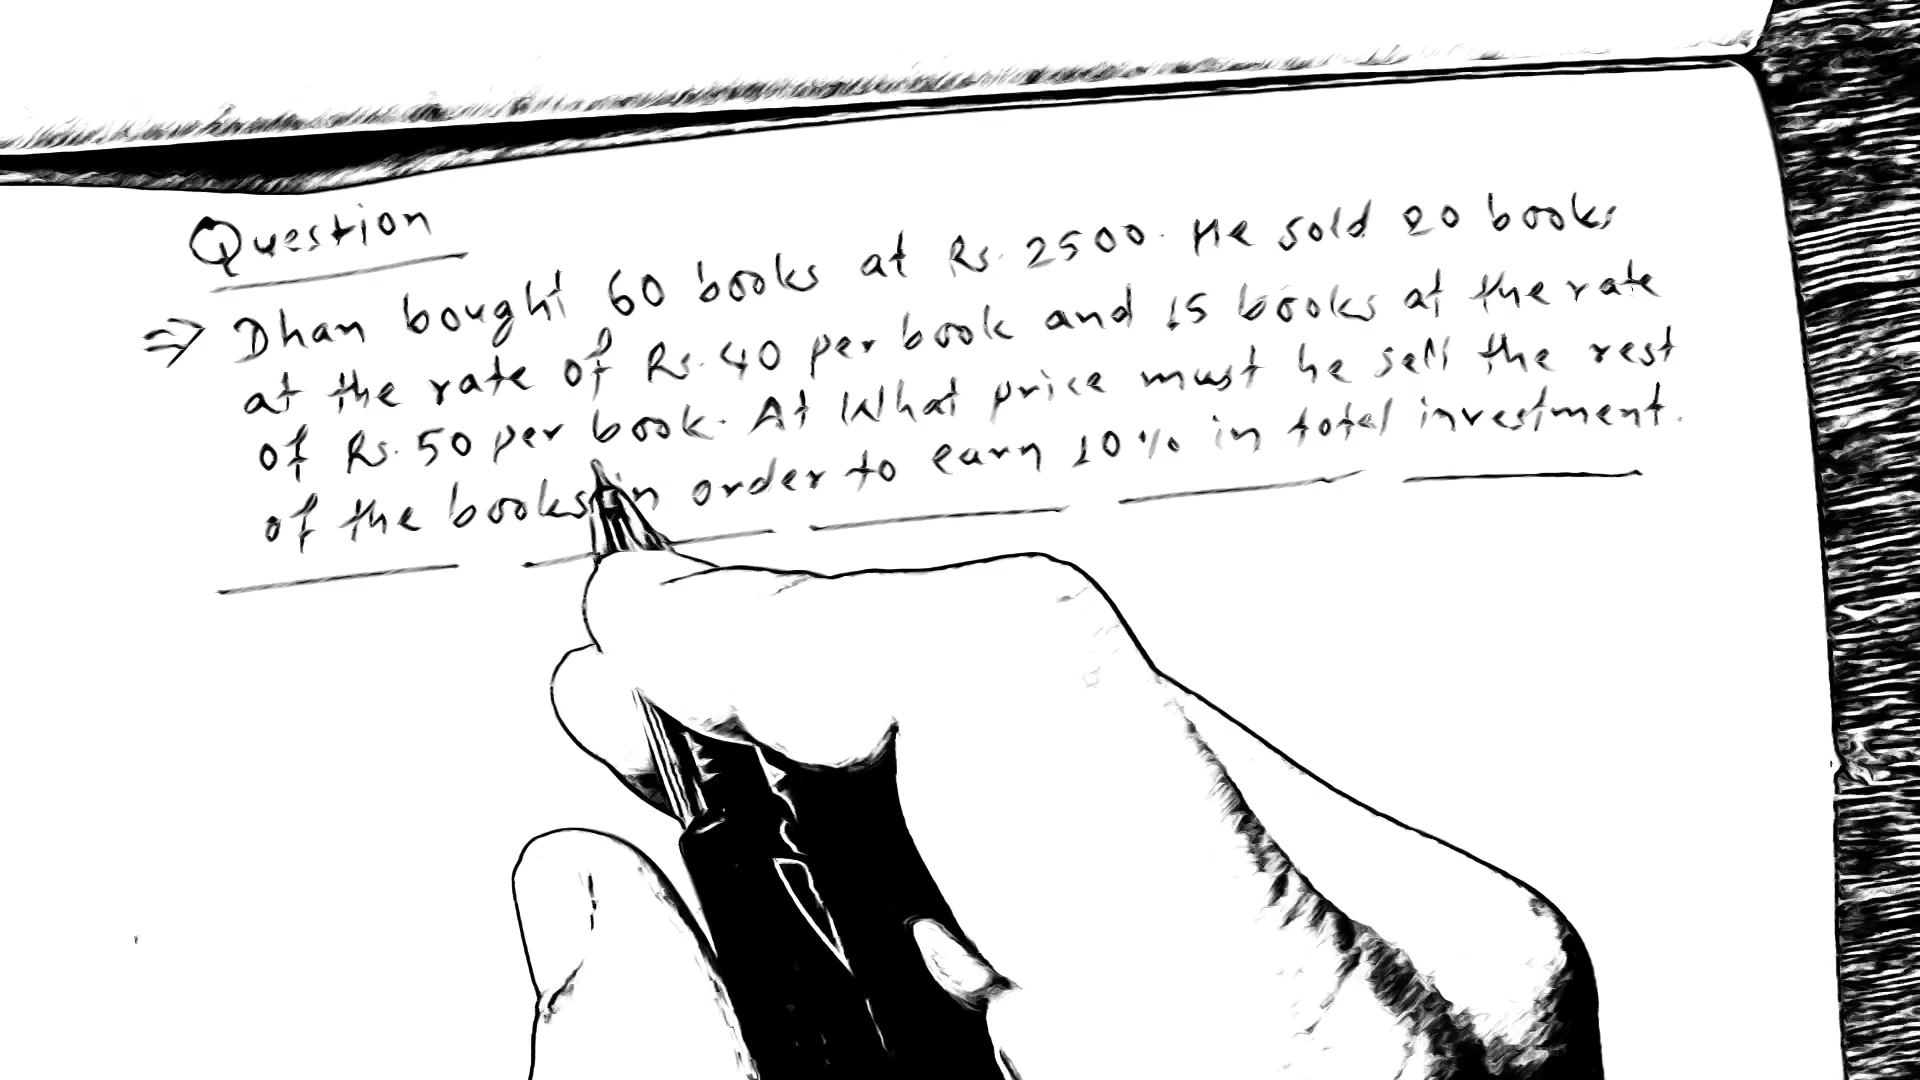 Question
⇒ Dhan bought 60 books at Rs. 2500. He sold 20 books
at the rate of Rs. 40 per book and 15 books at the rate
of Rs. 50 per book. At What price must he sell the rest
of the books in order to earn 10% in total investment.